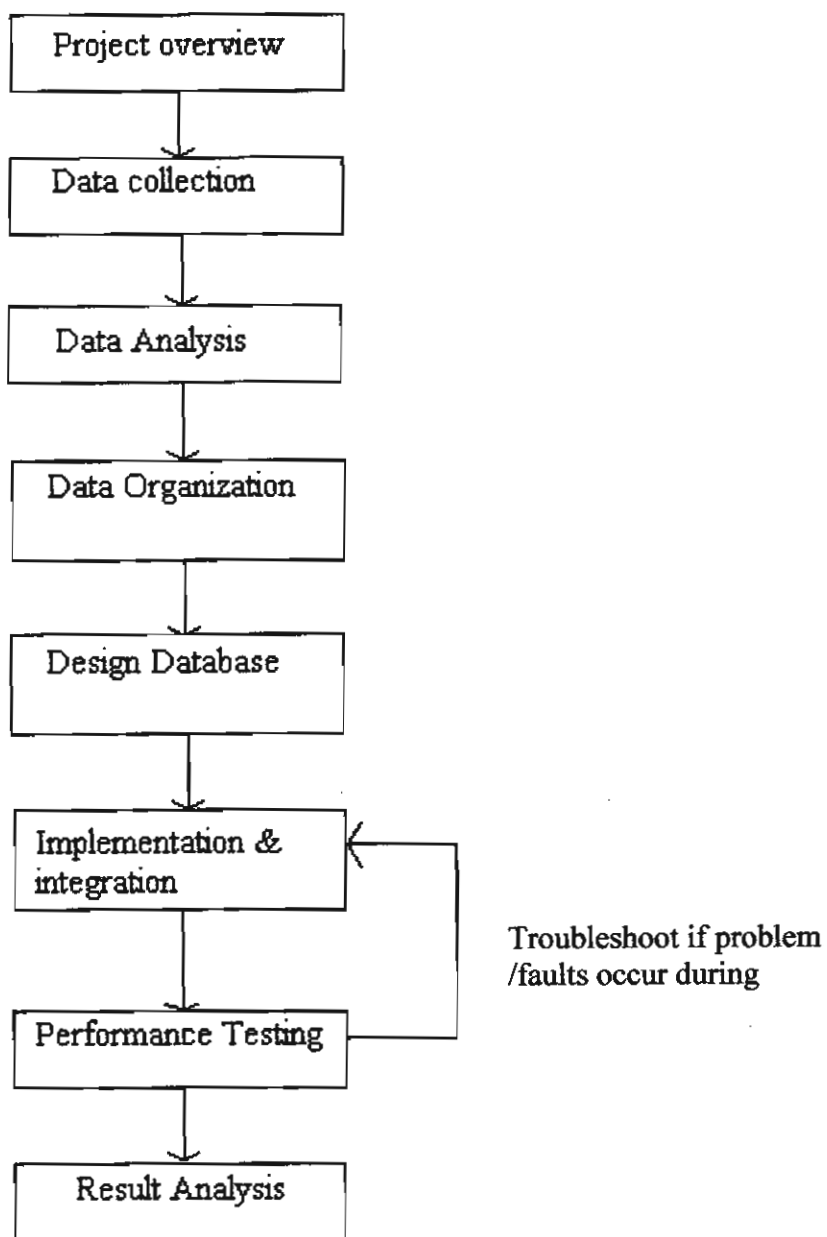 Project overview
Data collection
Data Analysis
Data Organization
Design Database
Implementation &
integration
Troubleshoot if problem
/faults occur during
Performance Testing
Result Analysis